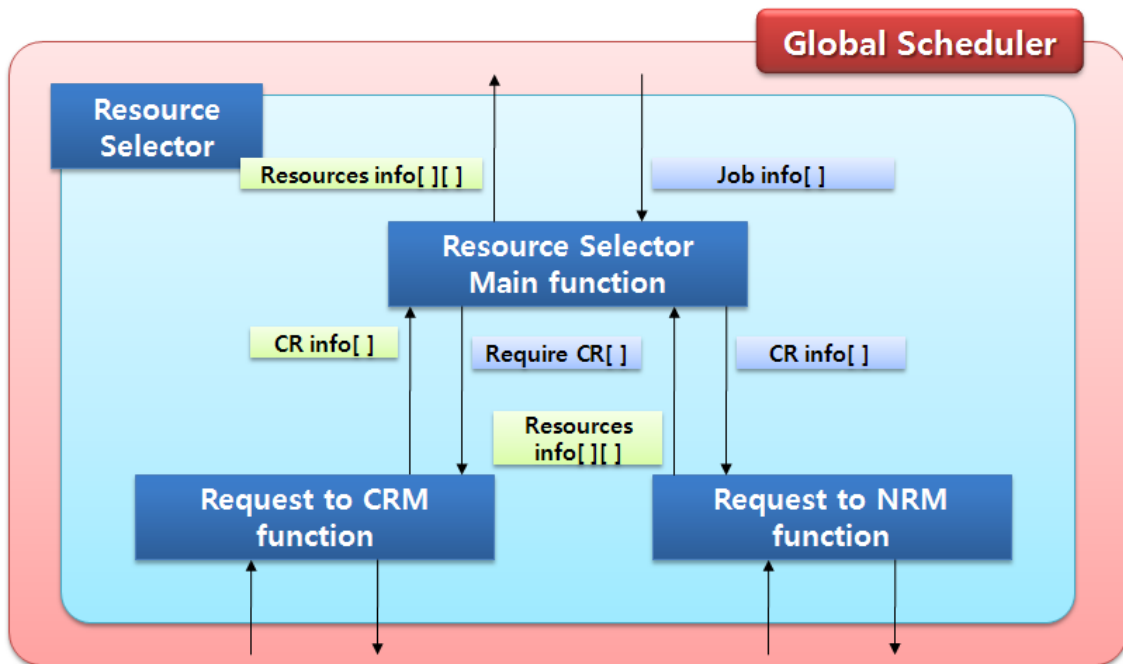 Global Scheduler
Resource
Selector
Resources info[ ][ ]
Job info[ ]
Resource Selector
Main function
CR info[ ]
Require CR[ ]
CR info[ ]
Resources
info[ ][ ]
Request to CRM
function
Request to NRM
function